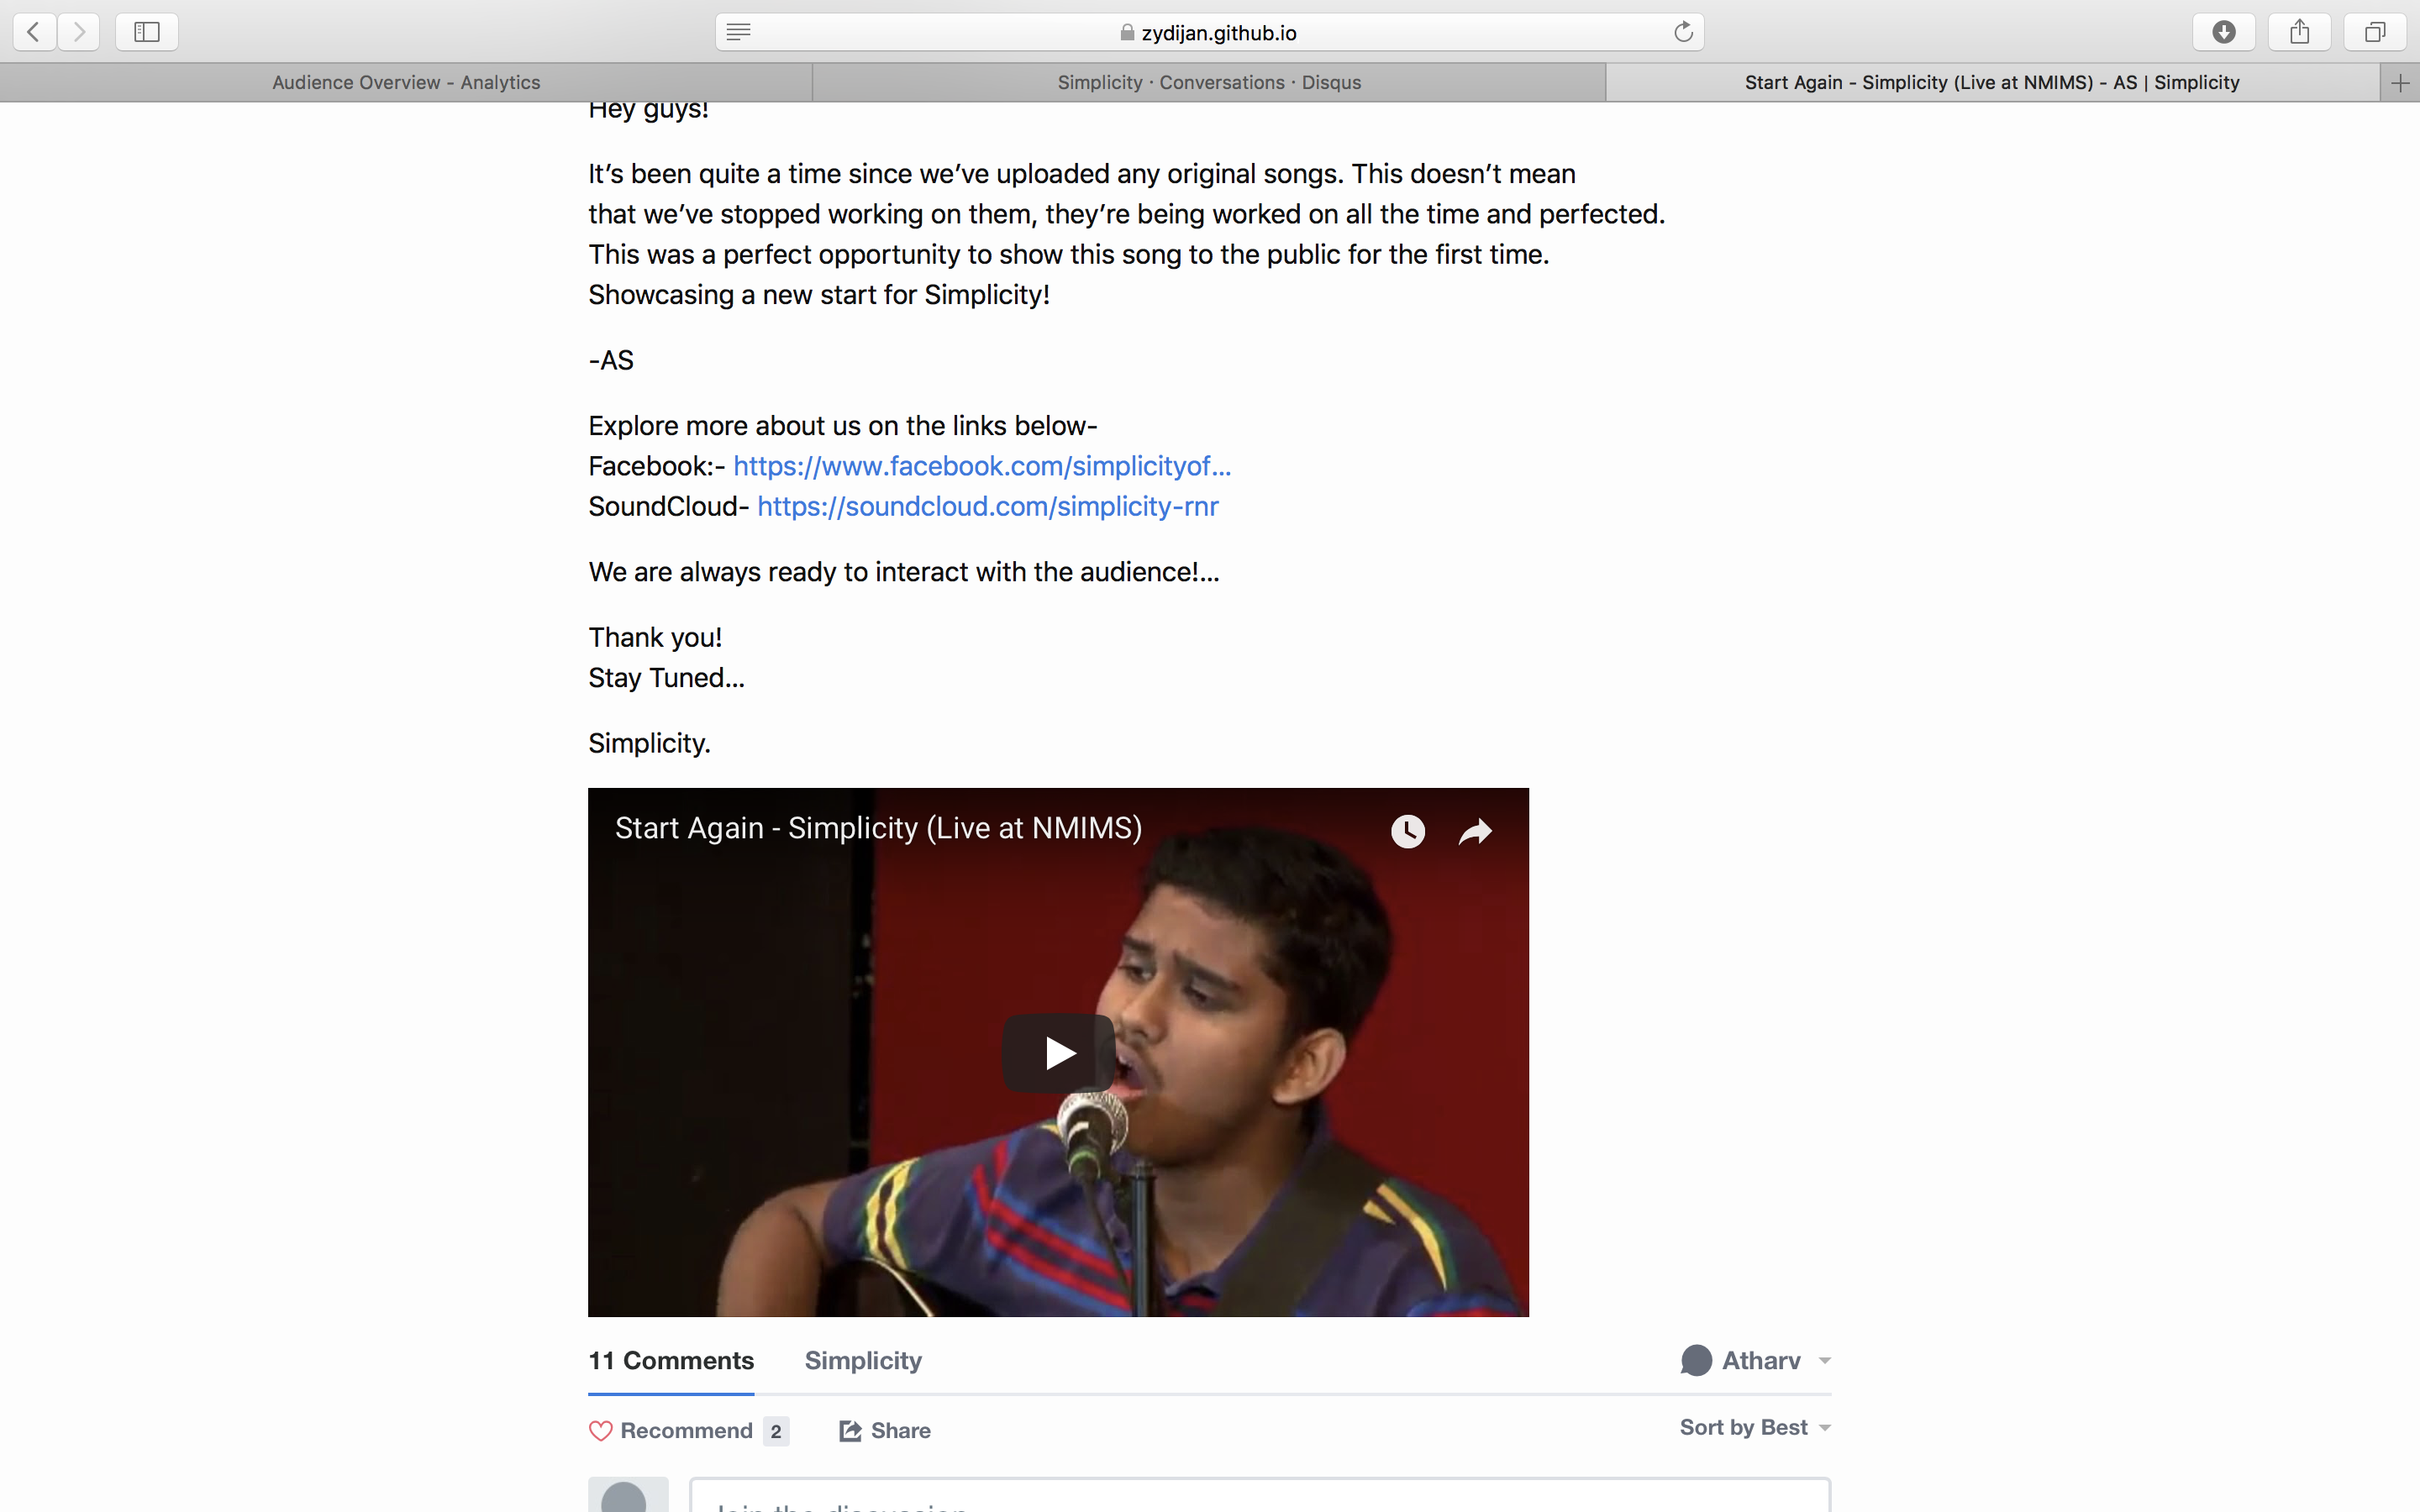 zydijan.github.io
Audience Overview - Analytics
Simplicity · Conversations · Disqus
Start Again - Simplicity (Live at NMIMS) - AS | Simplicity
Hey guys!
It’s been quite a time since we’ve uploaded any original songs. This doesn’t mean
that we’ve stopped working on them, they’re being worked on all the time and perfected.
This was a perfect opportunity to show this song to the public for the first time.
Showcasing a new start for Simplicity!
-AS
Explore more about us on the links below-
Facebook:- https://www.facebook.com/simplicityof…
SoundCloud- https://soundcloud.com/simplicity-rnr
We are always ready to interact with the audience!…
Thank you!
Stay Tuned…
Simplicity.
Start Again - Simplicity (Live at NMIMS)
11 Comments
Simplicity
Atharv
Recommend 2
Share
Sort by Best
Join the discussion